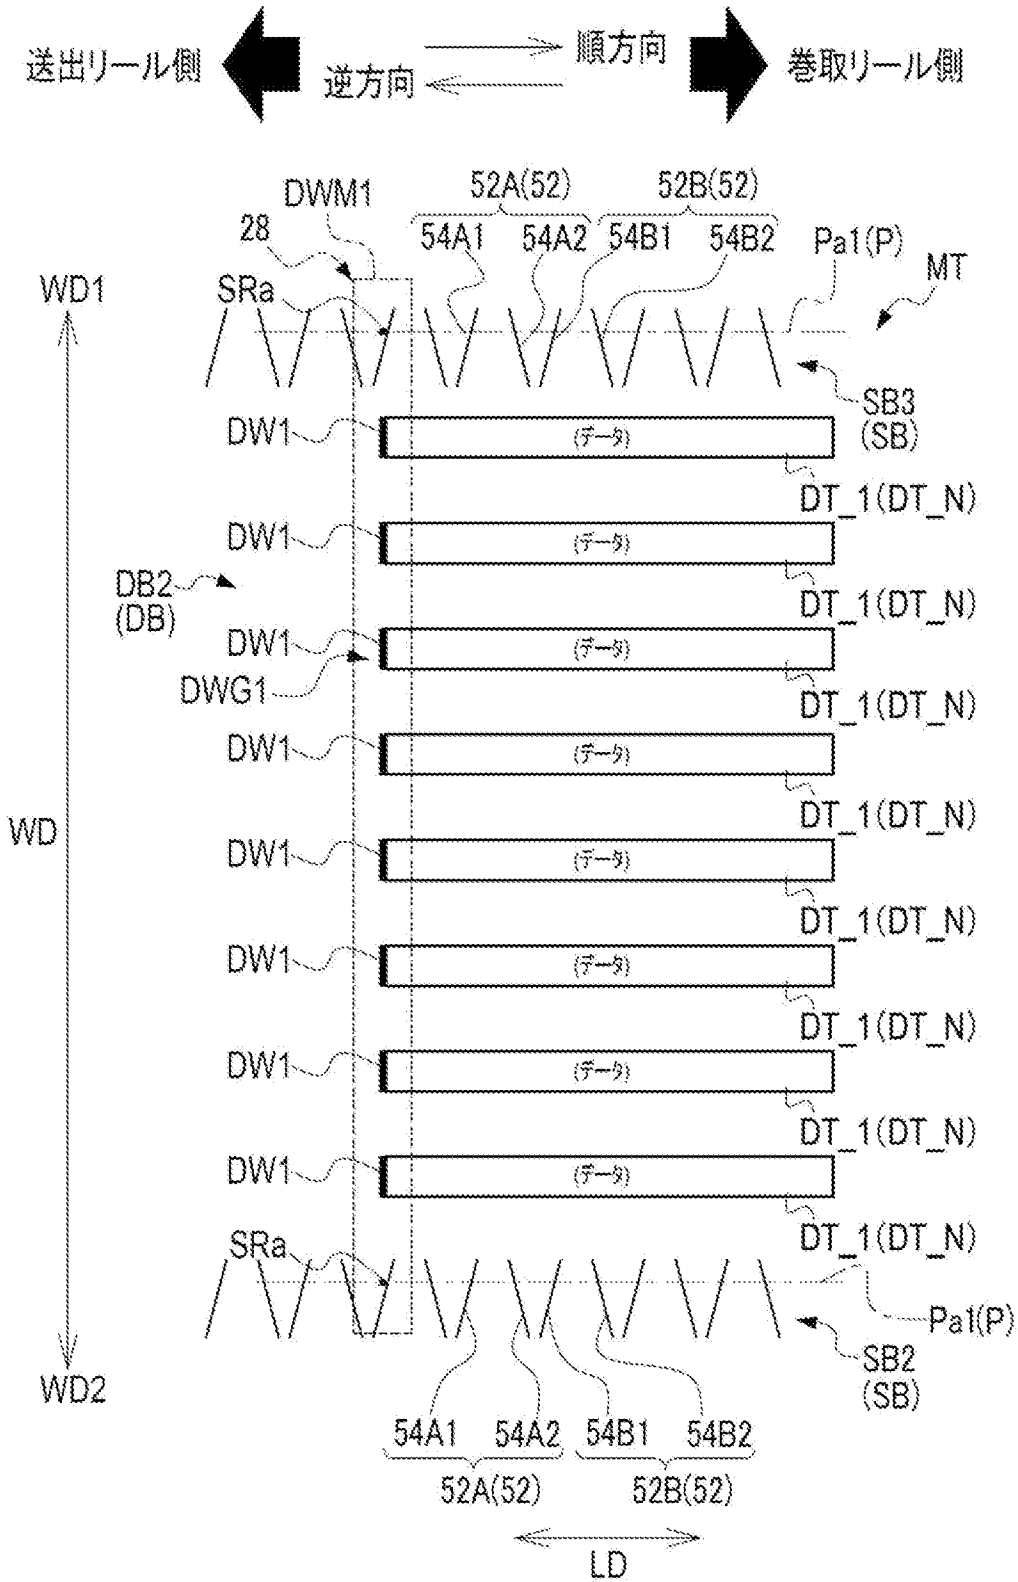 送出リール側
逆方向
順方向
巻取リール側
DWM1
52A(52)
52B(52)
28
54A1
54A2
54B1
54B2
Pa1(P)
MT
WD1
SRa
SB3
(SB)
DW1
(データ)
DT_1(DT_N)
DW1
(データ)
DT_1(DT_N)
DB2
(DB)
DW1
(データ)
DWG1
DT_1(DT_N)
DW1
(データ)
DT_1(DT_N)
WD
DW1
(データ)
DT_1(DT_N)
DW1
(データ)
DT_1(DT_N)
DW1
(データ)
DT_1(DT_N)
DW1
(データ)
DT_1(DT_N)
SRa
Pa1(P)
WD2
SB2
(SB)
54A1
54A2
54B1
54B2
52A(52)
52B(52)
LD